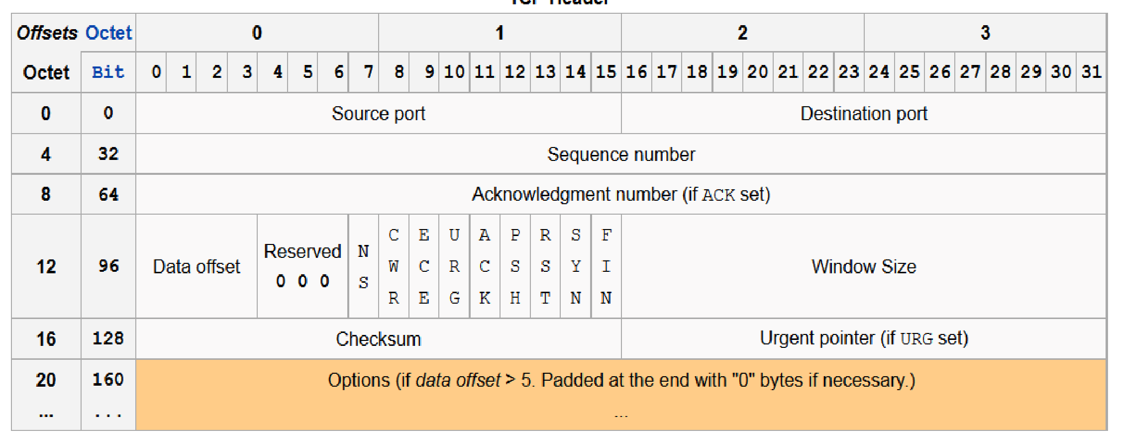 TCP Header
Offsets Octet 0 1 2 3
Octet Bit 0 1 2 3 4 5 6 7 8 9 10 11 12 13 14 15 16 17 18 19 20 21 22 23 24 25 26 27 28 29 30 31
0 0 Source port Destination port
4 32 Sequence number
8 64 Acknowledgment number (if ACK set)
12 96 Data offset Reserved 0 0 0 NS CWR ECE URG ACK PSH RST SYN FIN Window Size
16 128 Checksum Urgent pointer (if URG set)
20 160 Options (if data offset > 5. Padded at the end with "0" bytes if necessary.)
... ... ...